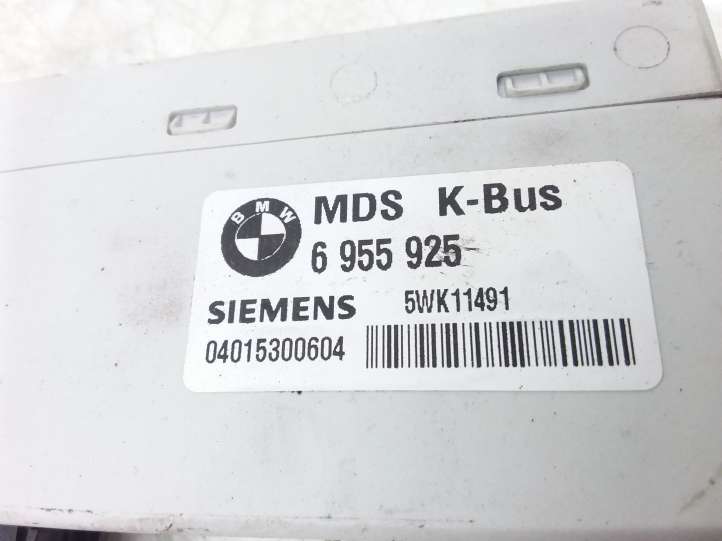 BMW
MDS K-Bus
6 955 925
SIEMENS 5WK11491
04015300604